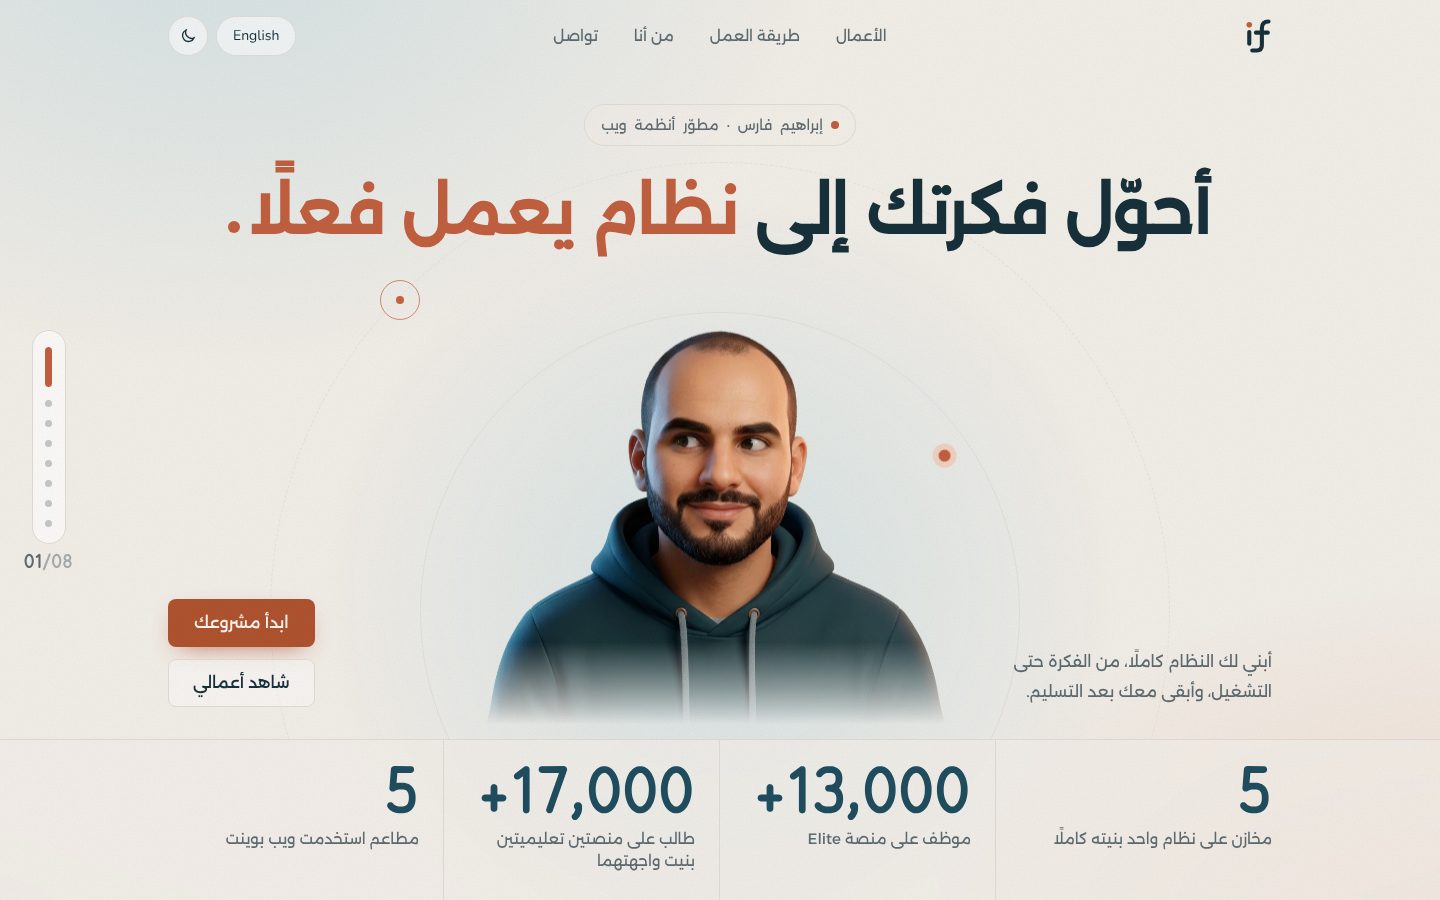 if
الأعمال
طريقة العمل
من أنا
تواصل
English
إبراهيم فارس · مطوّر أنظمة ويب
أحوّل فكرتك إلى نظام يعمل فعلًا.
01/08
ابدأ مشروعك
شاهد أعمالي
أبني لك النظام كاملًا، من الفكرة حتى
التشغيل، وأبقى معك بعد التسليم.
5
مخازن على نظام واحد بنيته كاملًا
+13,000
موظف على منصة Elite
+17,000
طالب على منصتين تعليميتين
بنيت واجهتهما
5
مطاعم استخدمت ويب بوينت